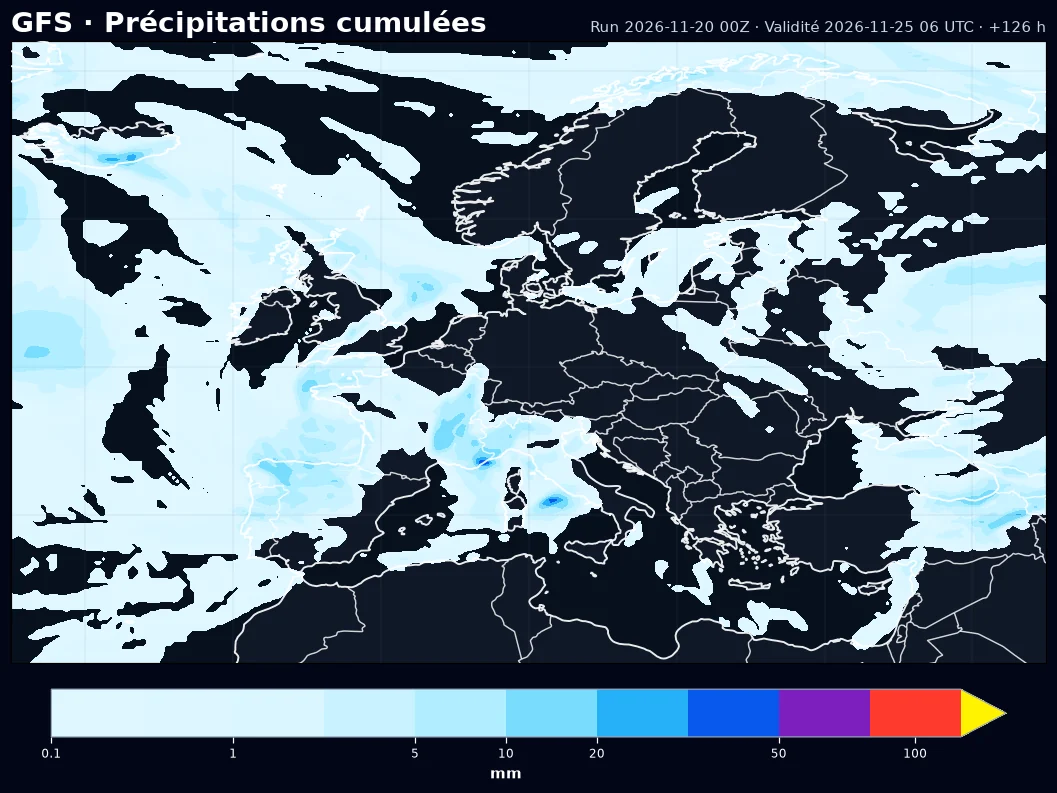 GFS · Précipitations cumulées
Run 2026-11-20 00Z · Validité 2026-11-25 06 UTC · +126 h
0.1 1 5 10 20 50 100
mm